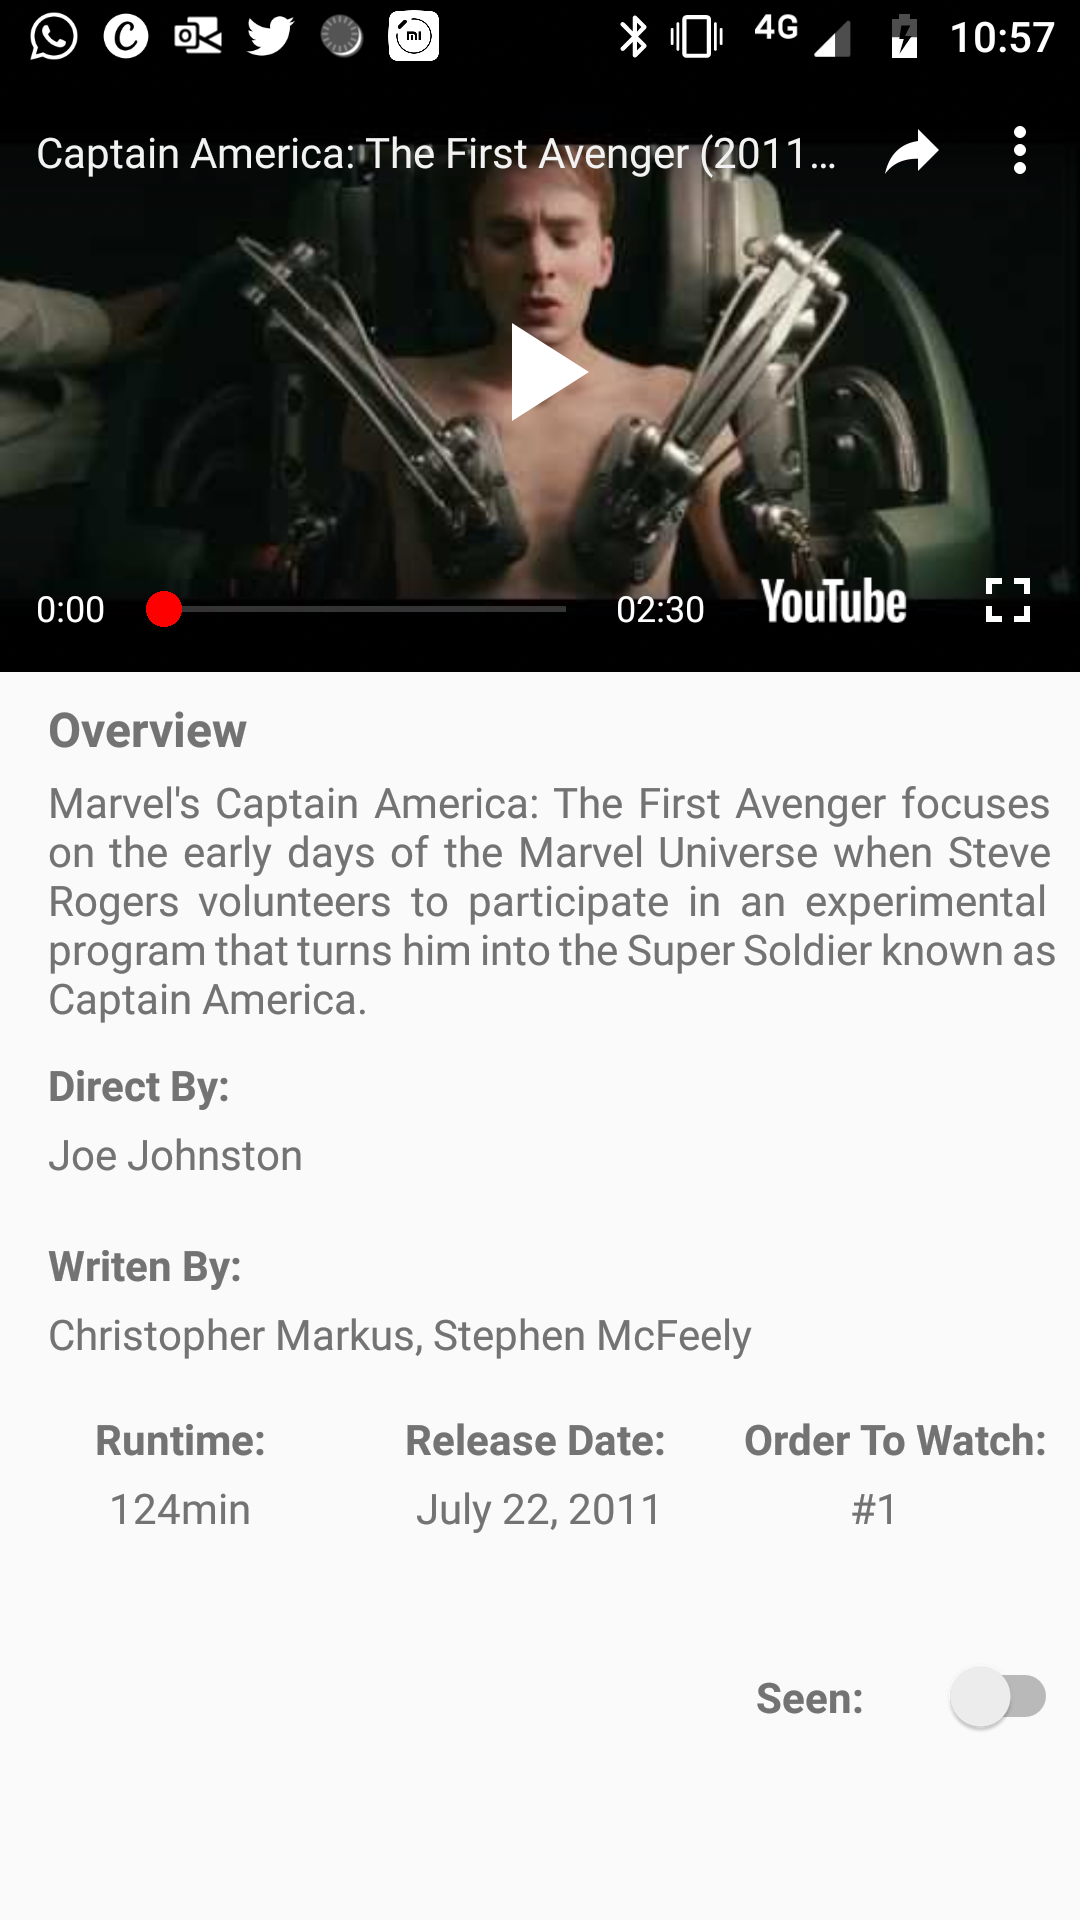 mi
4G
10:57
Captain America: The First Avenger (2011...
0:00
02:30
YouTube
Overview
Marvel's Captain America: The First Avenger focuses
on the early days of the Marvel Universe when Steve
Rogers volunteers to participate in an experimental
program that turns him into the Super Soldier known as
Captain America.
Direct By:
Joe Johnston
Writen By:
Christopher Markus, Stephen McFeely
Runtime:
Release Date:
Order To Watch:
124min
July 22, 2011
#1
Seen: